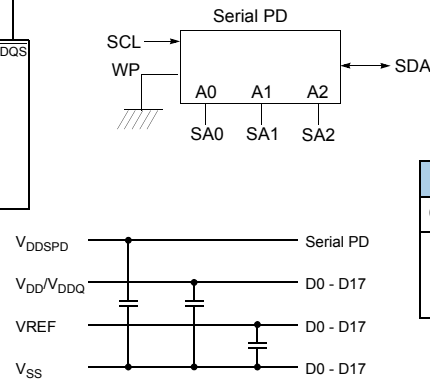 Serial PD
DQS
SCL
WP
SDA
A0 A1 A2
SA0 SA1 SA2
VDDSPD Serial PD
VDD/VDDQ D0 - D17
VREF D0 - D17
VSS D0 - D17